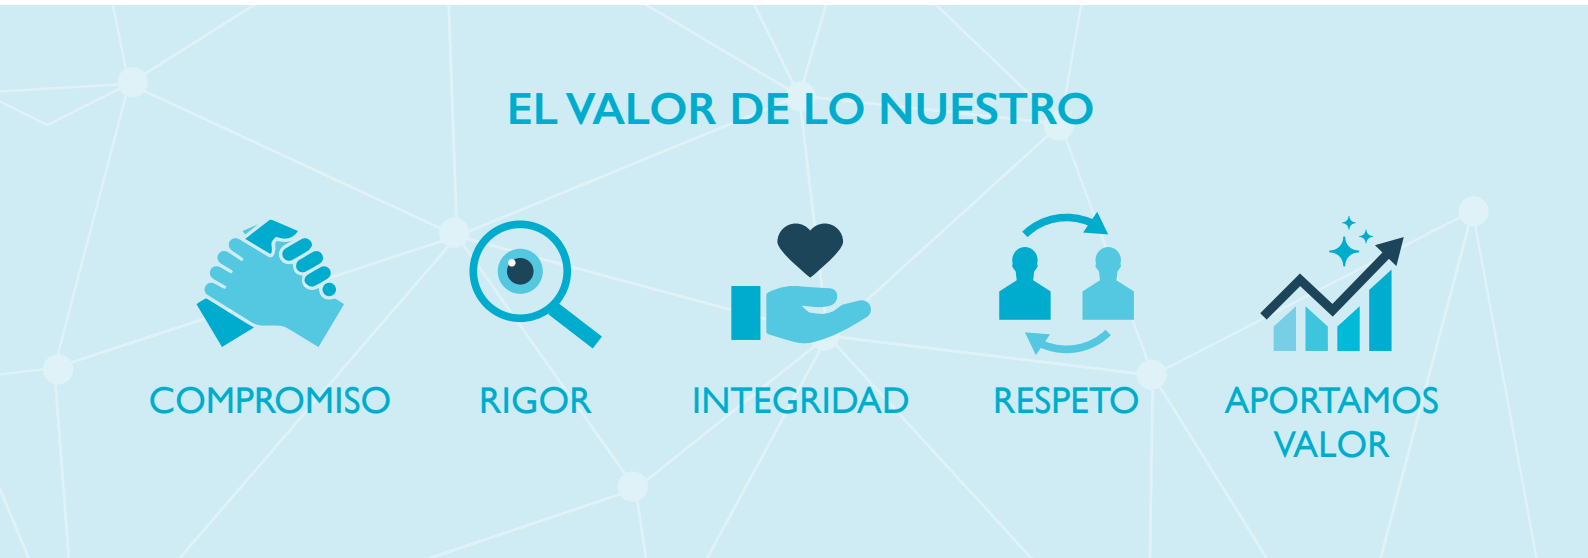 EL VALOR DE LO NUESTRO
COMPROMISO
RIGOR
INTEGRIDAD
RESPETO
APORTAMOS
VALOR